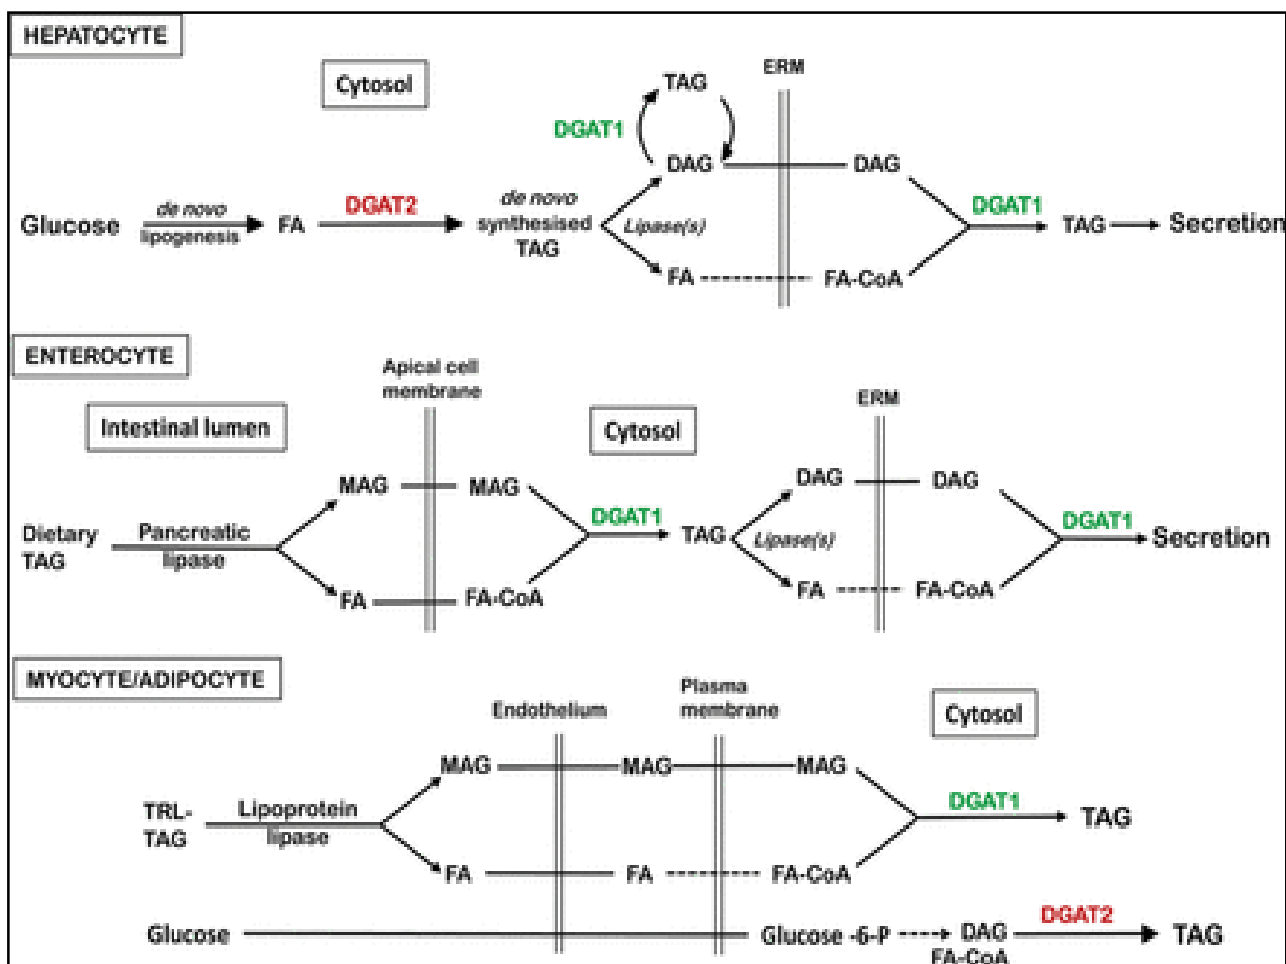 HEPATOCYTE
Cytosol
ERM
TAG
DGAT1
DAG
DAG
Glucose
de novo
lipogenesis
FA
DGAT2
de novo
synthesised
TAG
Lipase(s)
DGAT1
TAG
Secretion
FA
FA-CoA
ENTEROCYTE
Apical cell
membrane
ERM
Intestinal lumen
Cytosol
MAG
MAG
DAG
DAG
Dietary
TAG
Pancreatic
lipase
DGAT1
TAG
Lipase(s)
DGAT1
Secretion
FA
FA-CoA
FA
FA-CoA
MYOCYTE/ADIPOCYTE
Endothelium
Plasma
membrane
Cytosol
MAG
MAG
MAG
TRL-
TAG
Lipoprotein
lipase
DGAT1
TAG
FA
FA
FA-CoA
Glucose
Glucose -6-P
DAG
FA-CoA
DGAT2
TAG